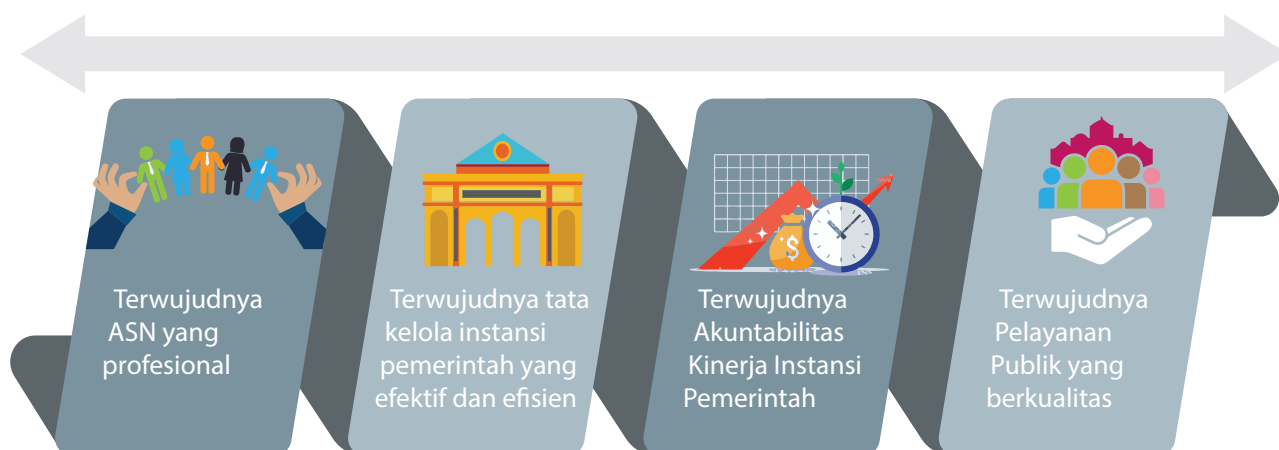 Terwujudnya
ASN yang
profesional
Terwujudnya tata
kelola instansi
pemerintah yang
efektif dan efisien
Terwujudnya
Akuntabilitas
Kinerja Instansi
Pemerintah
Terwujudnya
Pelayanan
Publik yang
berkualitas